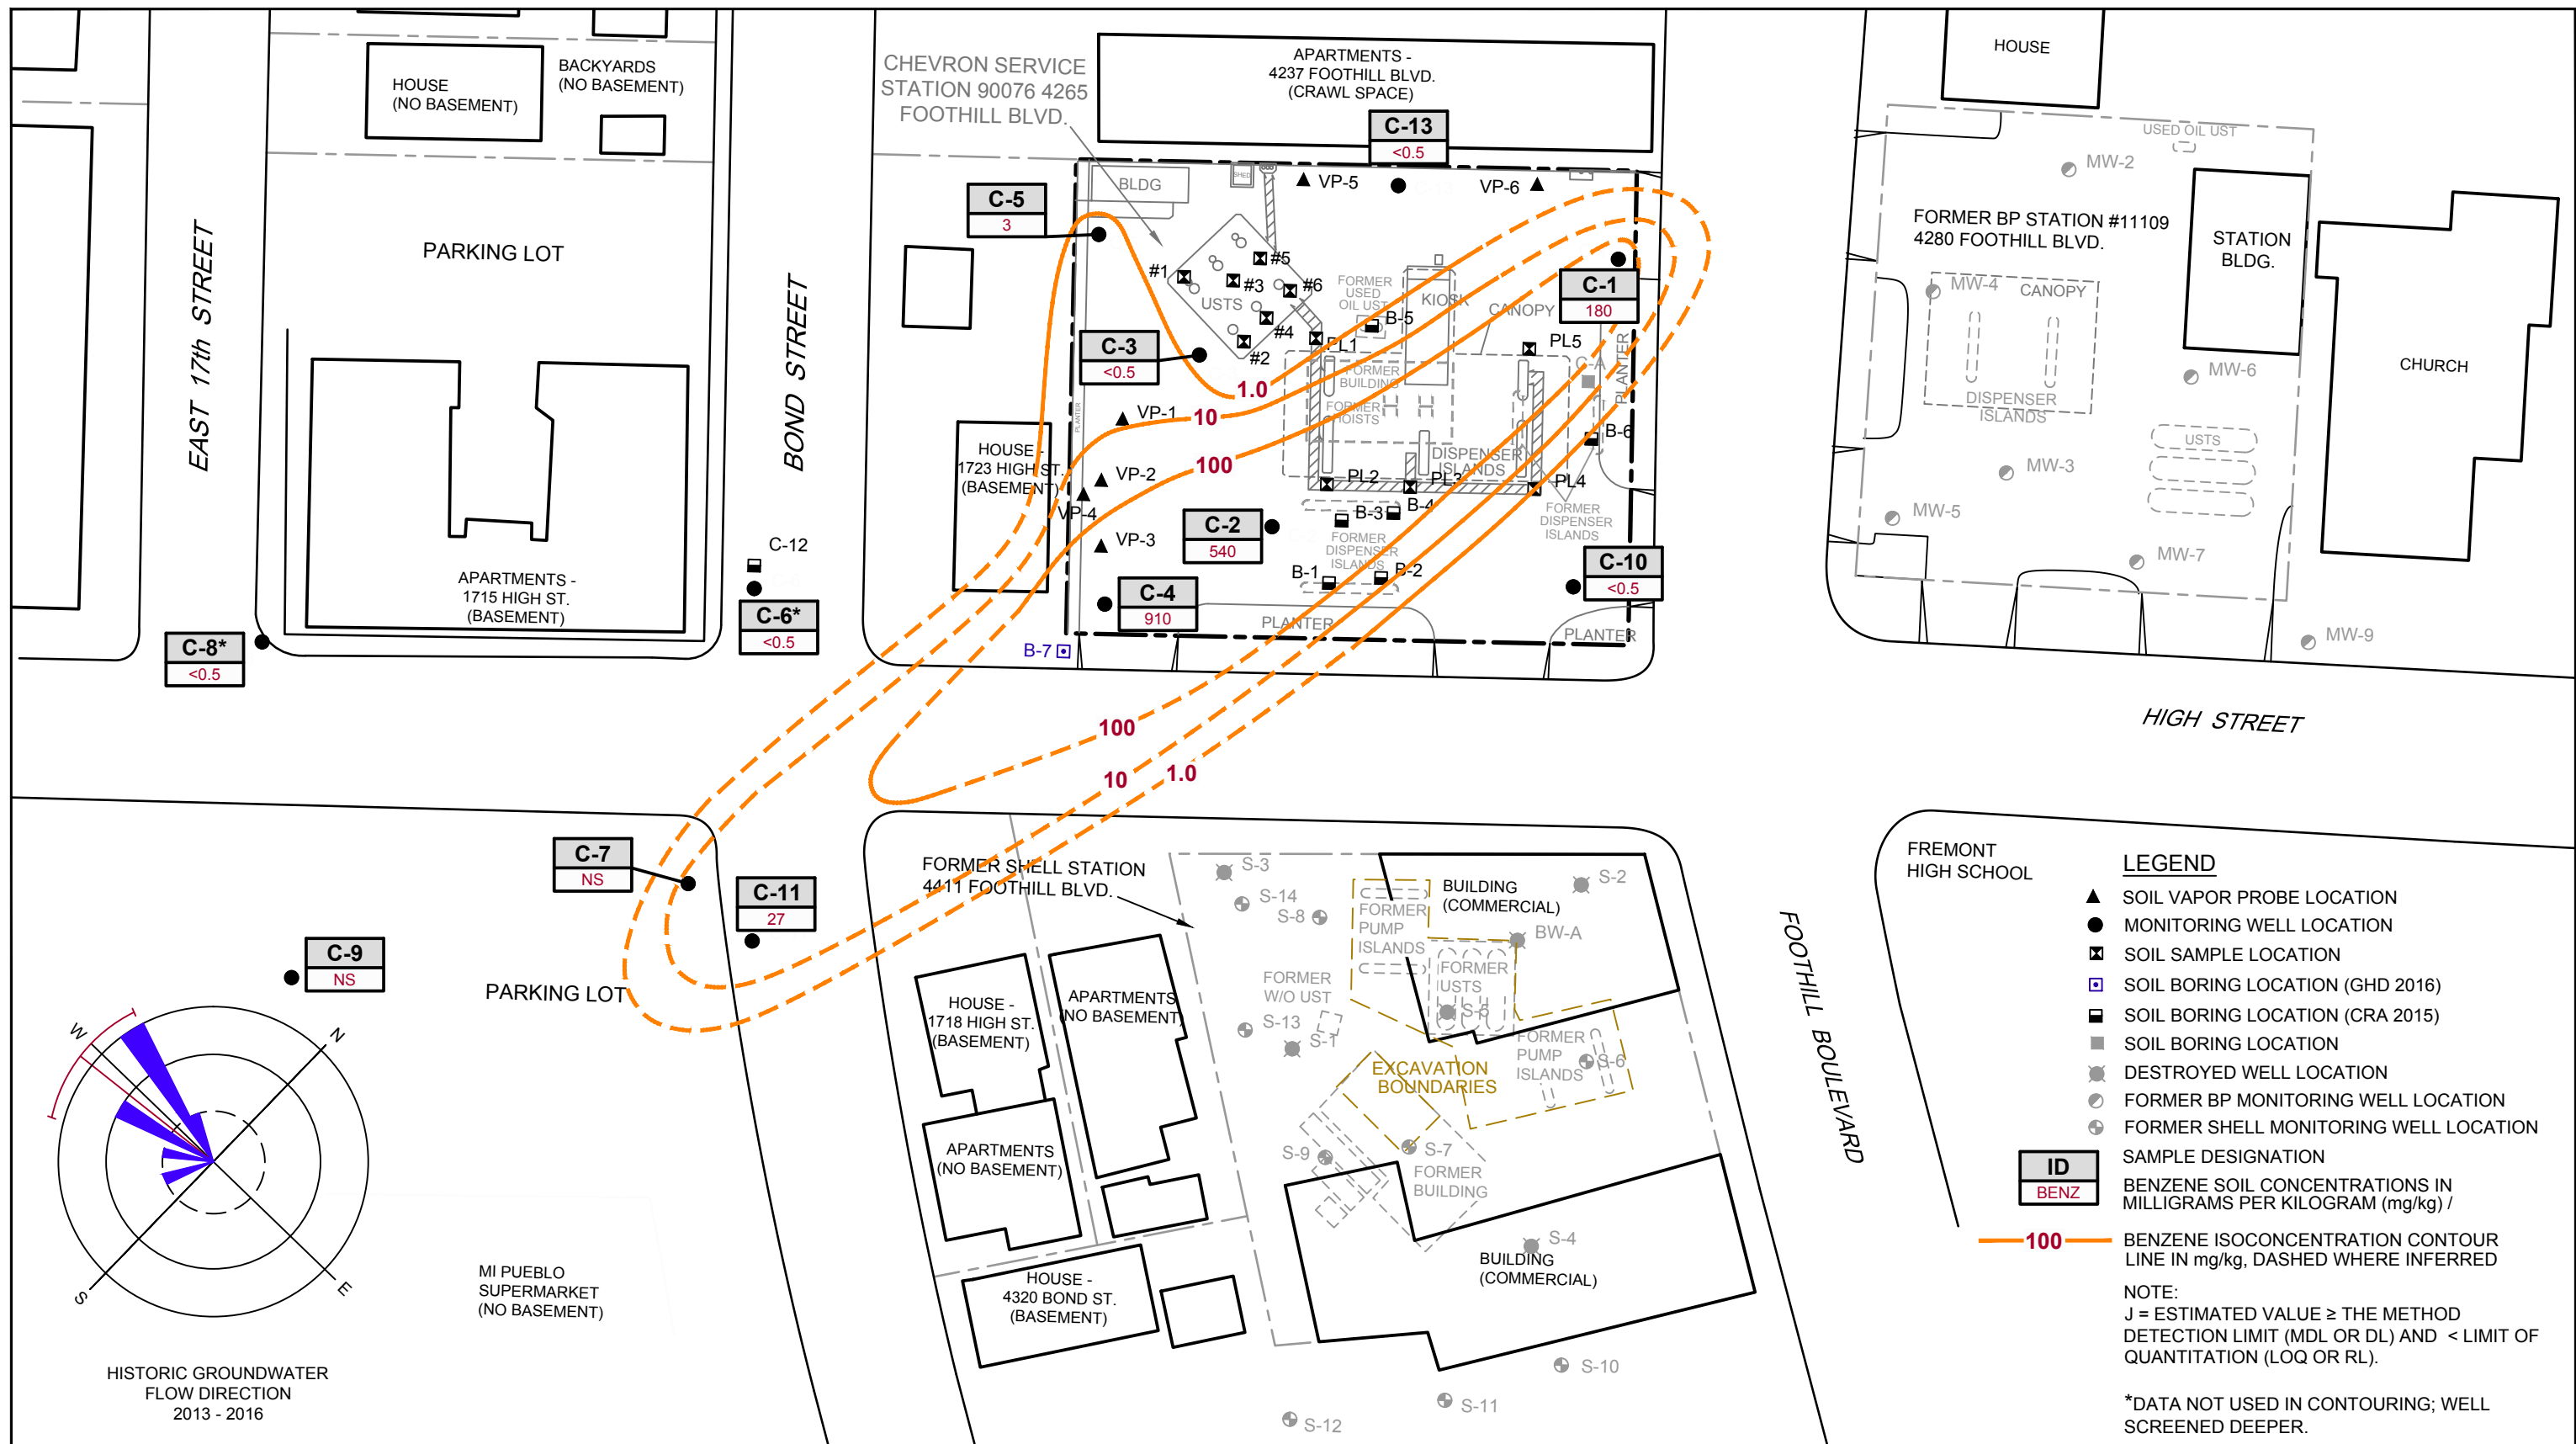 HOUSE
(NO BASEMENT)
BACKYARDS
(NO BASEMENT)
CHEVRON SERVICE
STATION 90076 4265
FOOTHILL BLVD.
APARTMENTS -
4237 FOOTHILL BLVD.
(CRAWL SPACE)
HOUSE
C-13
<0.5
USED OIL UST
MW-2
BLDG
SHED
VP-5
VP-6
C-5
3
FORMER BP STATION #11109
4280 FOOTHILL BLVD.
STATION
BLDG.
EAST 17th STREET
PARKING LOT
BOND STREET
#1
#5
#3
#6
USTS
#4
#2
FORMER
USED
OIL UST
KIOSK
CANOPY
B-5
C-1
180
MW-4
CANOPY
C-3
<0.5
PL1
PL5
C-A
PLANTER
CHURCH
MW-6
FORMER
BUILDING
1.0
DISPENSER
ISLANDS
PLANTER
VP-1
10
FORMER
HOISTS
B-6
USTS
HOUSE -
1723 HIGH ST.
(BASEMENT)
100
DISPENSER
ISLANDS
VP-2
PL2
PL3
PL4
MW-3
VP-4
B-3
B-4
FORMER
DISPENSER
ISLANDS
MW-5
C-2
540
VP-3
FORMER
DISPENSER
ISLANDS
C-12
MW-7
C-10
<0.5
B-1
B-2
APARTMENTS -
1715 HIGH ST.
(BASEMENT)
C-4
910
C-6*
<0.5
PLANTER
PLANTER
C-8*
<0.5
MW-9
B-7
HIGH STREET
100
10
1.0
C-7
NS
FORMER SHELL STATION
4411 FOOTHILL BLVD.
S-3
S-14
S-8
BUILDING
(COMMERCIAL)
S-2
FORMER
PUMP
ISLANDS
BW-A
C-11
27
C-9
NS
PARKING LOT
FORMER
W/O UST
FORMER
USTS
S-5
HOUSE -
1718 HIGH ST.
(BASEMENT)
APARTMENTS
(NO BASEMENT)
S-13
S-1
FORMER
PUMP
ISLANDS
S-6
EXCAVATION
BOUNDARIES
FOOTHILL BOULEVARD
W
N
S
E
APARTMENTS
(NO BASEMENT)
S-9
S-7
FORMER
BUILDING
S-4
BUILDING
(COMMERCIAL)
MI PUEBLO
SUPERMARKET
(NO BASEMENT)
HOUSE -
4320 BOND ST.
(BASEMENT)
S-10
S-11
S-12
HISTORIC GROUNDWATER
FLOW DIRECTION
2013 - 2016
FREMONT
HIGH SCHOOL
LEGEND
SOIL VAPOR PROBE LOCATION
MONITORING WELL LOCATION
SOIL SAMPLE LOCATION
SOIL BORING LOCATION (GHD 2016)
SOIL BORING LOCATION (CRA 2015)
SOIL BORING LOCATION
DESTROYED WELL LOCATION
FORMER BP MONITORING WELL LOCATION
FORMER SHELL MONITORING WELL LOCATION
ID
BENZ
SAMPLE DESIGNATION
BENZENE SOIL CONCENTRATIONS IN
MILLIGRAMS PER KILOGRAM (mg/kg) /
100
BENZENE ISOCONCENTRATION CONTOUR
LINE IN mg/kg, DASHED WHERE INFERRED
NOTE:
J = ESTIMATED VALUE ≥ THE METHOD
DETECTION LIMIT (MDL OR DL) AND < LIMIT OF
QUANTITATION (LOQ OR RL).
*DATA NOT USED IN CONTOURING; WELL
SCREENED DEEPER.